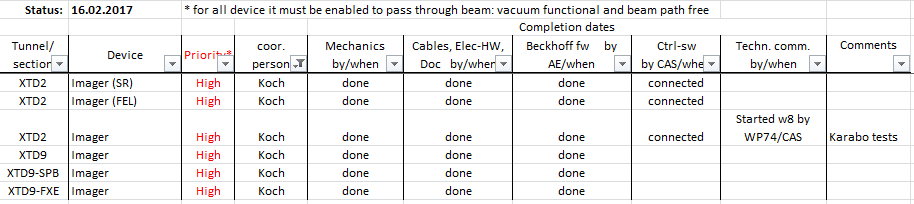 Status: 16.02.2017 * for all device it must be enabled to pass through beam: vacuum functional and beam path free
Completion dates
Tunnel/ section Device Priority* coor. person Mechanics by/when Cables, Elec-HW, Doc by/when Beckhoff fw by AE/when Ctrl-sw by CAS/whe Techn. comm. by/when Comments
XTD2 Imager (SR) High Koch done done done connected
XTD2 Imager (FEL) High Koch done done done connected
XTD2 Imager High Koch done done done connected Started w8 by WP74/CAS Karabo tests
XTD9 Imager High Koch done done done
XTD9-SPB Imager High Koch done done done
XTD9-FXE Imager High Koch done done done